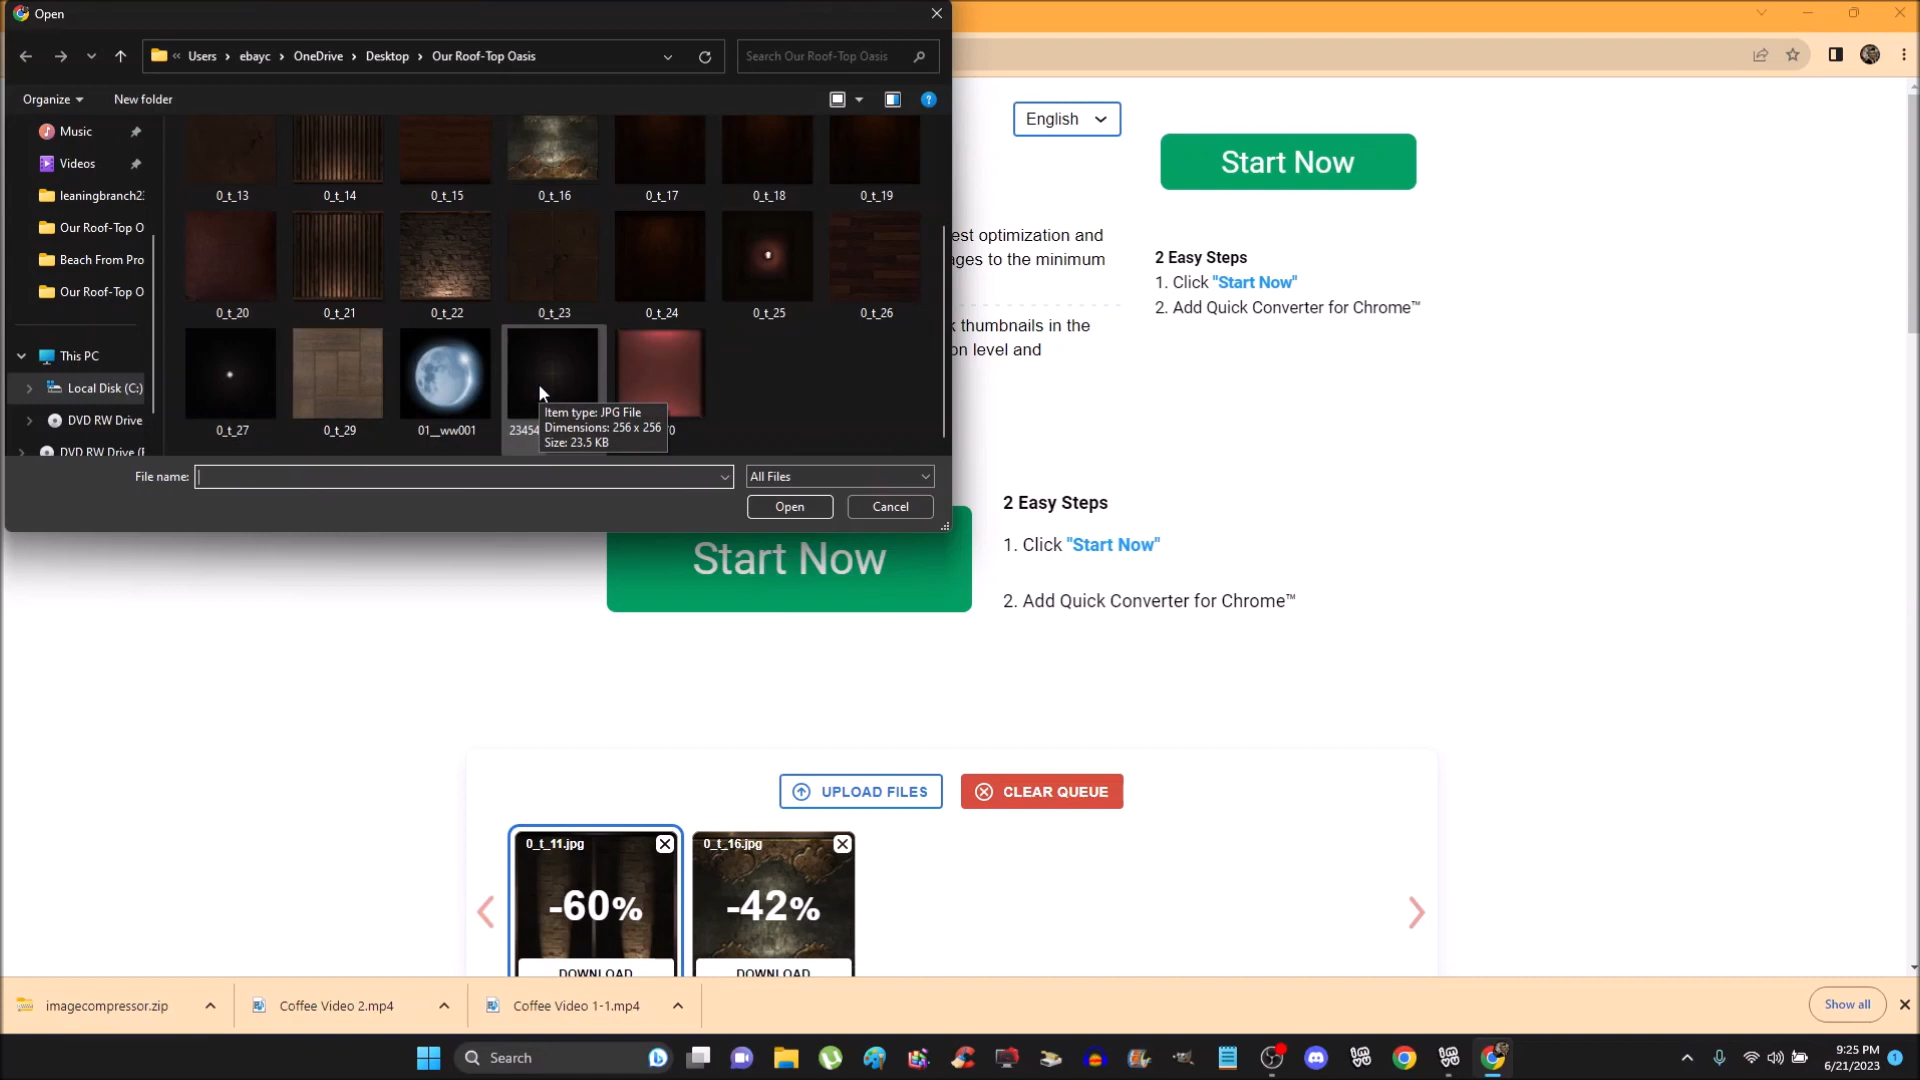 Open
« Users › ebayc › OneDrive › Desktop › Our Roof-Top Oasis
Search Our Roof-Top Oasis
Organize
New folder
Music
Videos
leaningbranch2
Our Roof-Top O
Beach From Pro
Our Roof-Top O
This PC
Local Disk (C:)
DVD RW Drive
DVD RW Drive (
0_t_13
0_t_14
0_t_15
0_t_16
0_t_17
0_t_18
0_t_19
0_t_20
0_t_21
0_t_22
0_t_23
0_t_24
0_t_25
0_t_26
0_t_27
0_t_29
01__ww001
23454
0
Item type: JPG File
Dimensions: 256 x 256
Size: 23.5 KB
File name:
All Files
Open
Cancel
English
Start Now
est optimization and
ages to the minimum
2 Easy Steps
1. Click "Start Now"
2. Add Quick Converter for Chrome™
k thumbnails in the
on level and
Start Now
2 Easy Steps
1. Click "Start Now"
2. Add Quick Converter for Chrome™
UPLOAD FILES
CLEAR QUEUE
0_t_11.jpg
-60%
DOWNLOAD
0_t_16.jpg
-42%
DOWNLOAD
imagecompressor.zip
Coffee Video 2.mp4
Coffee Video 1-1.mp4
Show all
Search
9:25 PM
6/21/2023
1